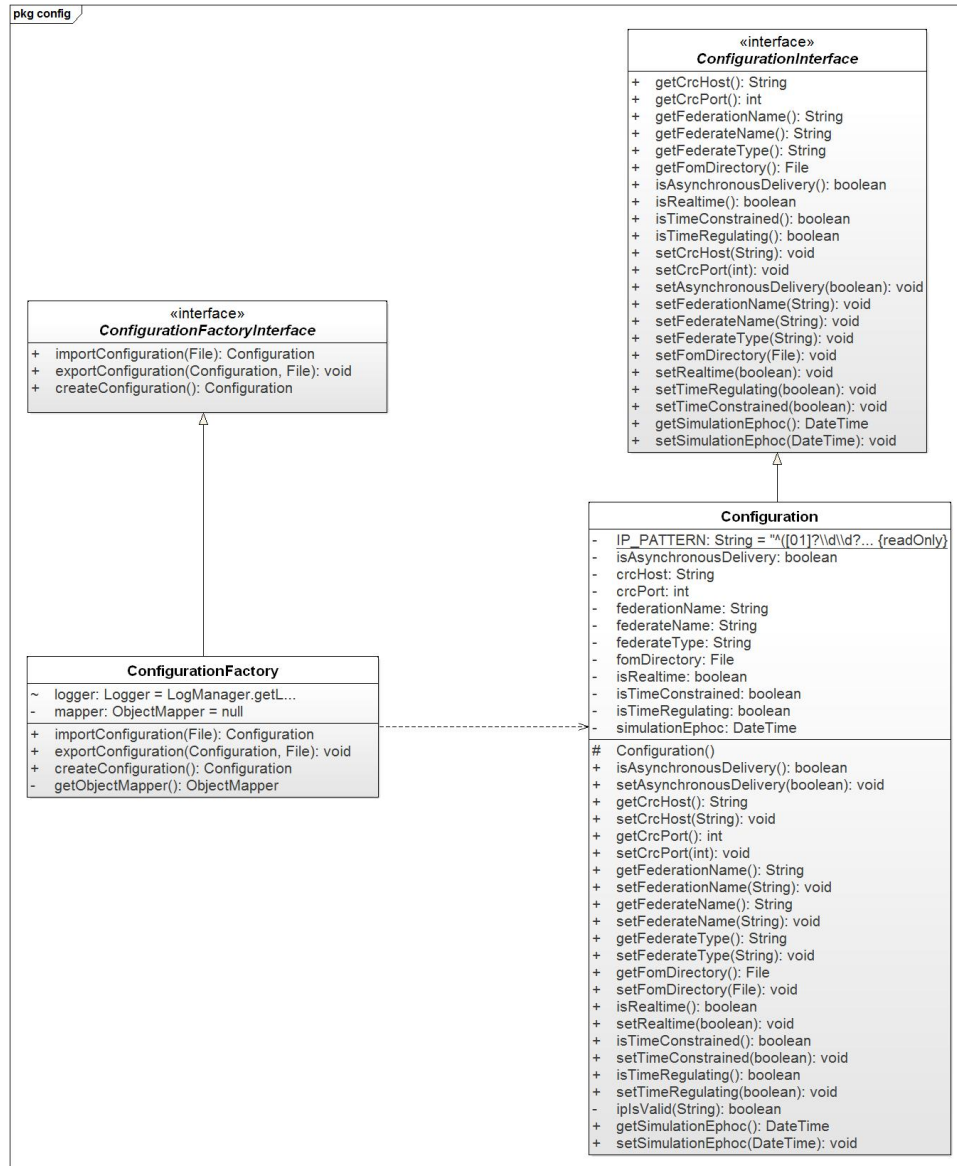 pkg config
«interface»
ConfigurationInterface
+ getCrcHost(): String
+ getCrcPort(): int
+ getFederationName(): String
+ getFederateName(): String
+ getFederateType(): String
+ getFomDirectory(): File
+ isAsynchronousDelivery(): boolean
+ isRealtime(): boolean
+ isTimeConstrained(): boolean
+ isTimeRegulating(): boolean
+ setCrcHost(String): void
+ setCrcPort(int): void
+ setAsynchronousDelivery(boolean): void
+ setFederationName(String): void
+ setFederateName(String): void
+ setFederateType(String): void
+ setFomDirectory(File): void
+ setRealtime(boolean): void
+ setTimeRegulating(boolean): void
+ setTimeConstrained(boolean): void
+ getSimulationEphoc(): DateTime
+ setSimulationEphoc(DateTime): void
«interface»
ConfigurationFactoryInterface
+ importConfiguration(File): Configuration
+ exportConfiguration(Configuration, File): void
+ createConfiguration(): Configuration
Configuration
- IP_PATTERN: String = "^([01]?\\d\\d?... {readOnly}
- isAsynchronousDelivery: boolean
- crcHost: String
- crcPort: int
- federationName: String
- federateName: String
- federateType: String
- fomDirectory: File
- isRealtime: boolean
- isTimeConstrained: boolean
- isTimeRegulating: boolean
- simulationEphoc: DateTime
# Configuration()
+ isAsynchronousDelivery(): boolean
+ setAsynchronousDelivery(boolean): void
+ getCrcHost(): String
+ setCrcHost(String): void
+ getCrcPort(): int
+ setCrcPort(int): void
+ getFederationName(): String
+ setFederationName(String): void
+ getFederateName(): String
+ setFederateName(String): void
+ getFederateType(): String
+ setFederateType(String): void
+ getFomDirectory(): File
+ setFomDirectory(File): void
+ isRealtime(): boolean
+ setRealtime(boolean): void
+ isTimeConstrained(): boolean
+ setTimeConstrained(boolean): void
+ isTimeRegulating(): boolean
+ setTimeRegulating(boolean): void
- ipIsValid(String): boolean
+ getSimulationEphoc(): DateTime
+ setSimulationEphoc(DateTime): void
ConfigurationFactory
~ logger: Logger = LogManager.getL...
- mapper: ObjectMapper = null
+ importConfiguration(File): Configuration
+ exportConfiguration(Configuration, File): void
+ createConfiguration(): Configuration
- getObjectMapper(): ObjectMapper